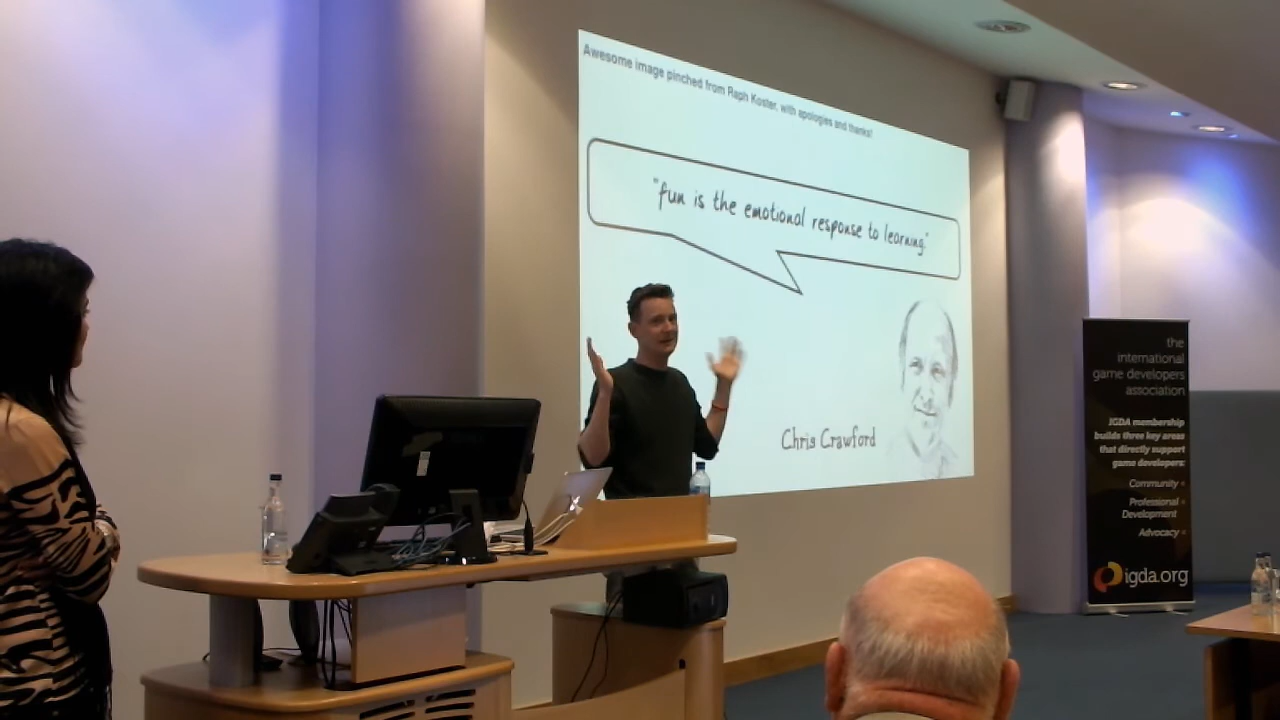 Awesome image pinched from Raph Koster, with apologies and thanks!
"fun is the emotional response to learning."
Chris Crawford
the
international
game developers
association
IGDA membership
builds three key areas
that directly support
game developers:
Community «
Professional «
Development
Advocacy «
igda.org